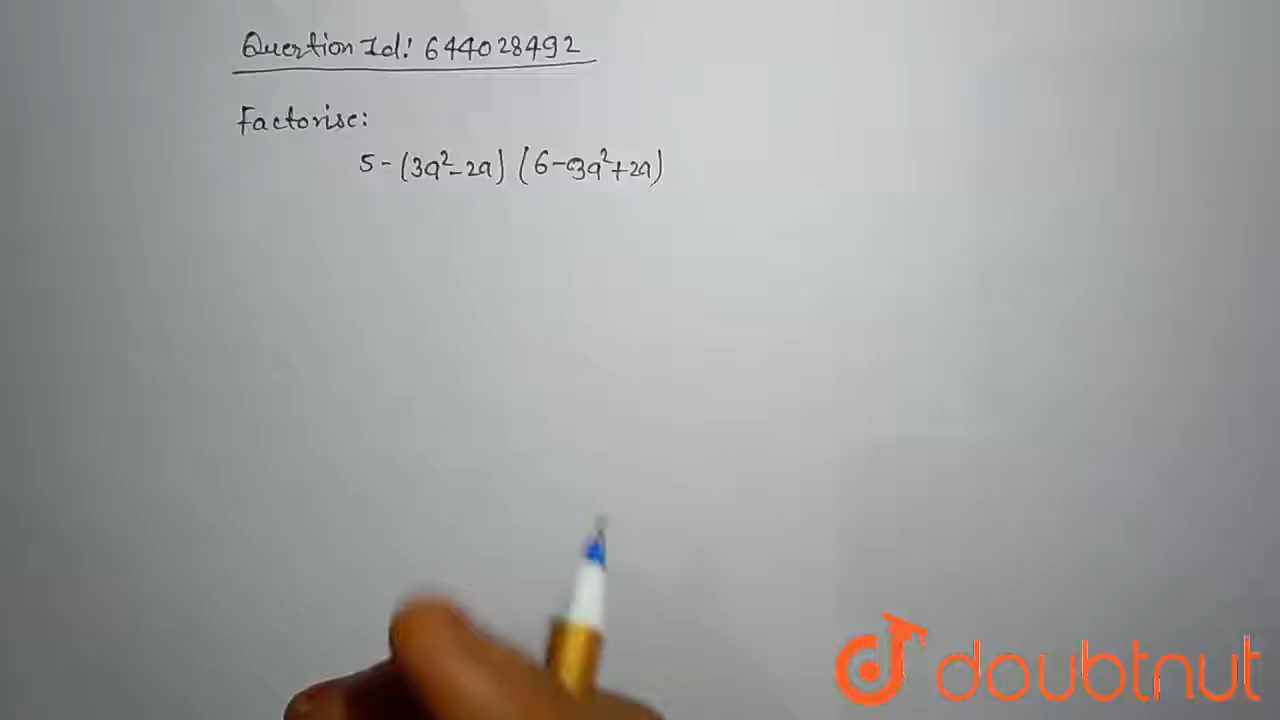 Question Id: 644028492
Factorise:
5-(3a²-2a) (6-3a²+2a)
doubtnut